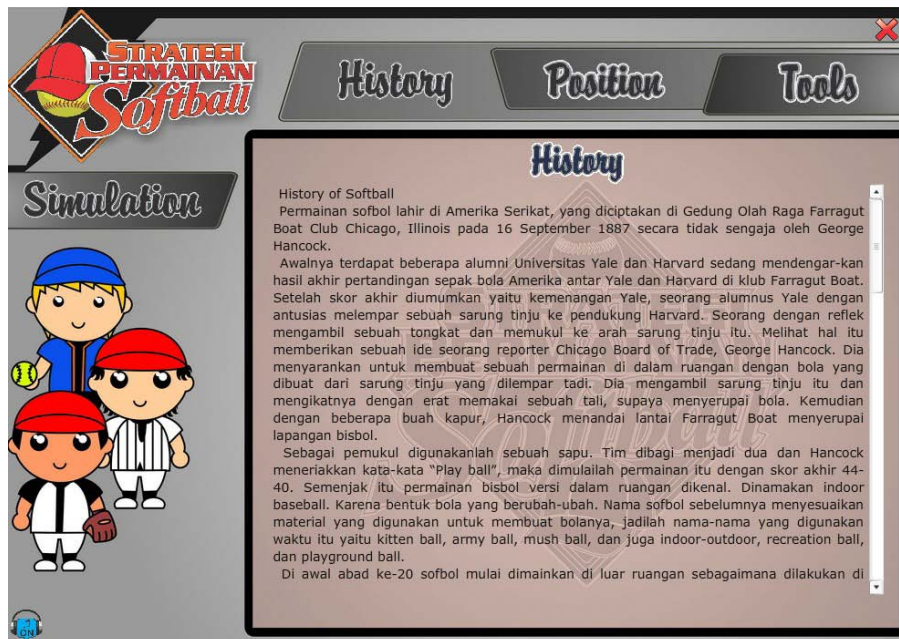 STRATEGI
PERMAINAN
Softball
History
Position
Tools
Simulation
History
History of Softball
Permainan sofbol lahir di Amerika Serikat, yang diciptakan di Gedung Olah Raga Farragut
Boat Club Chicago, Illinois pada 16 September 1887 secara tidak sengaja oleh George
Hancock.
Awalnya terdapat beberapa alumni Universitas Yale dan Harvard sedang mendengar-kan
hasil akhir pertandingan sepak bola Amerika antar Yale dan Harvard di klub Farragut Boat.
Setelah skor akhir diumumkan yaitu kemenangan Yale, seorang alumnus Yale dengan
antusias melempar sebuah sarung tinju ke pendukung Harvard. Seorang dengan reflek
mengambil sebuah tongkat dan memukul ke arah sarung tinju itu. Melihat hal itu
memberikan sebuah ide seorang reporter Chicago Board of Trade, George Hancock. Dia
menyarankan untuk membuat sebuah permainan di dalam ruangan dengan bola yang
dibuat dari sarung tinju yang dilempar tadi. Dia mengambil sarung tinju itu dan
mengikatnya dengan erat memakai sebuah tali, supaya menyerupai bola. Kemudian
dengan beberapa buah kapur, Hancock menandai lantai Farragut Boat menyerupai
lapangan bisbol.
Sebagai pemukul digunakanlah sebuah sapu. Tim dibagi menjadi dua dan Hancock
meneriakkan kata-kata “Play ball”, maka dimulailah permainan itu dengan skor akhir 44-
40. Semenjak itu permainan bisbol versi dalam ruangan dikenal. Dinamakan indoor
baseball. Karena bentuk bola yang berubah-ubah. Nama sofbol sebelumnya menyesuaikan
material yang digunakan untuk membuat bolanya, jadilah nama-nama yang digunakan
waktu itu yaitu kitten ball, army ball, mush ball, dan juga indoor-outdoor, recreation ball,
dan playground ball.
Di awal abad ke-20 sofbol mulai dimainkan di luar ruangan sebagaimana dilakukan di
ON